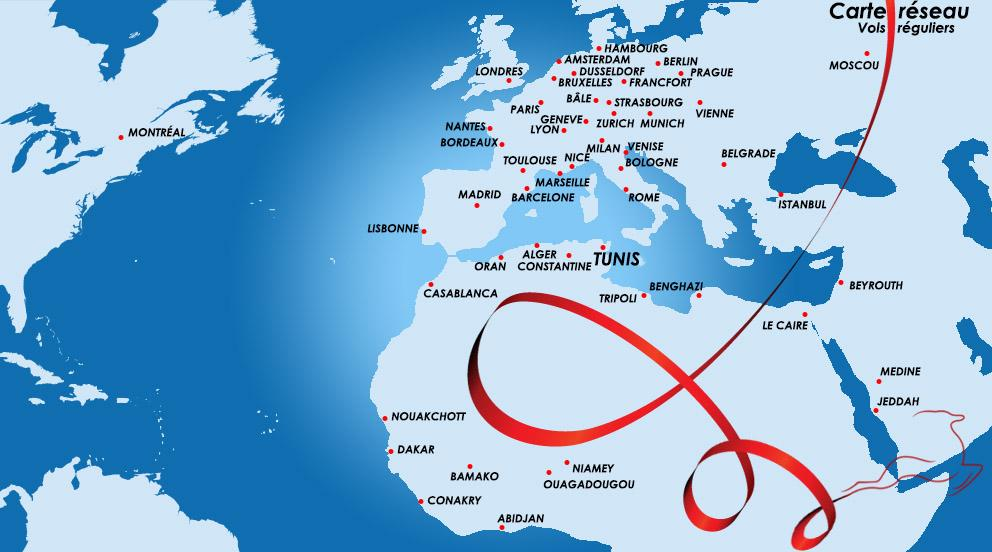 Carte réseau
Vols réguliers
HAMBOURG
AMSTERDAM
BERLIN
MOSCOU
LONDRES
DUSSELDORF
PRAGUE
BRUXELLES
FRANCFORT
BÂLE
STRASBOURG
PARIS
VIENNE
GENEVE
ZURICH
MUNICH
NANTES
LYON
MONTRÉAL
BORDEAUX
MILAN
VENISE
BELGRADE
TOULOUSE
NICE
BOLOGNE
MARSEILLE
MADRID
BARCELONE
ROME
ISTANBUL
LISBONNE
ALGER
TUNIS
ORAN
CONSTANTINE
CASABLANCA
TRIPOLI
BENGHAZI
BEYROUTH
LE CAIRE
MEDINE
JEDDAH
NOUAKCHOTT
DAKAR
BAMAKO
NIAMEY
OUAGADOUGOU
CONAKRY
ABIDJAN